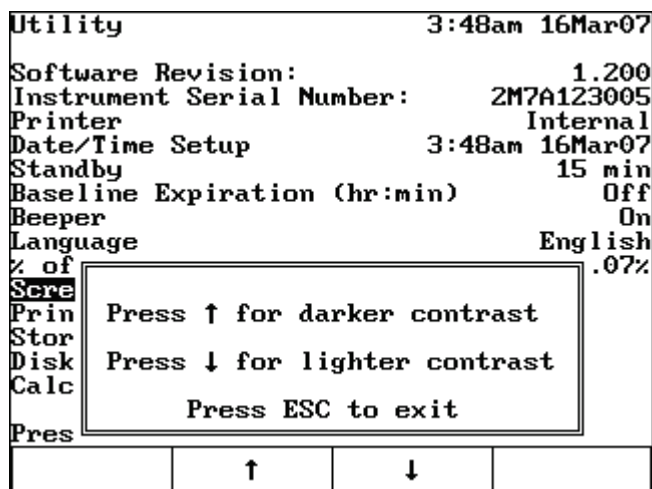 Utility 3:48am 16Mar07
Software Revision: 1.200
Instrument Serial Number: 2M7A123005
Printer Internal
Date/Time Setup 3:48am 16Mar07
Standby 15 min
Baseline Expiration (hr:min) Off
Beeper On
Language English
% of .07%
Scre
Prin
Stor
Disk
Calc
Pres
Press ↑ for darker contrast
Press ↓ for lighter contrast
Press ESC to exit
↑ ↓